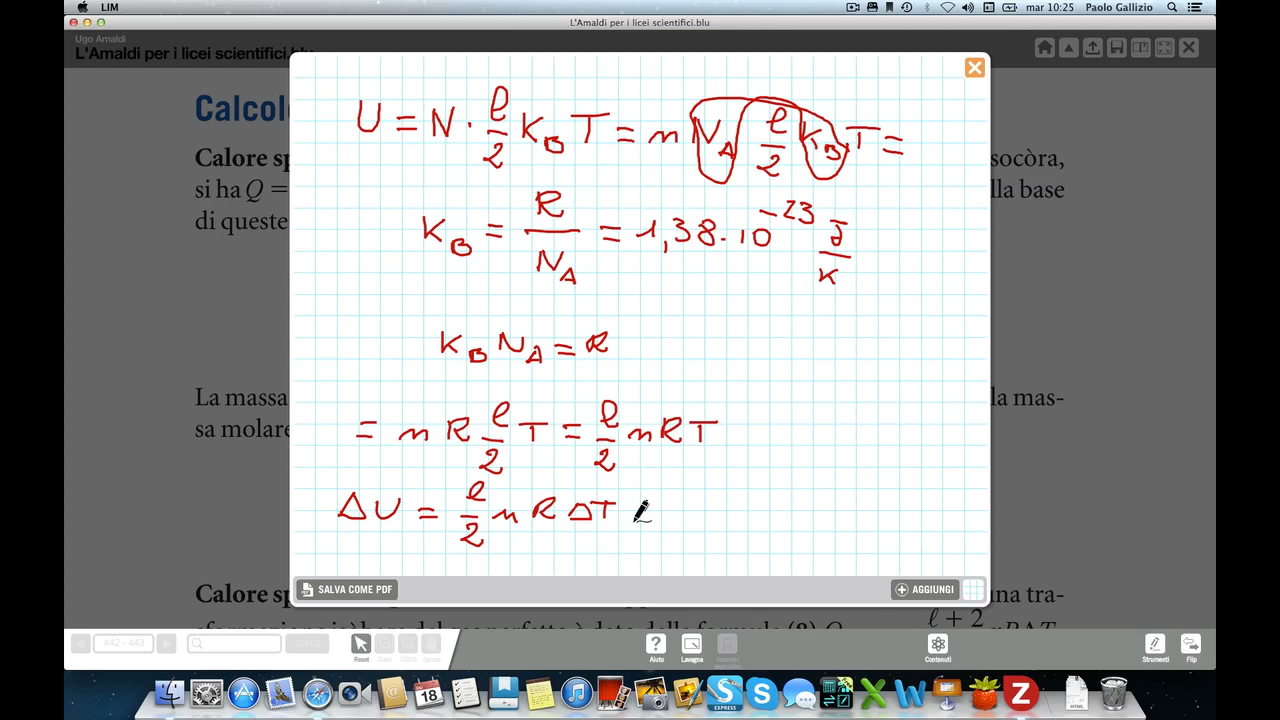 LIM
mar 10:25 Paolo Gallizio
L'Amaldi per i licei scientifici.blu
Ugo Amaldi
L'Amaldi per i licei scientifici.blu
Calcol
Calore sp
socòra,
si ha Q =
lla base
di queste
U = N · ℓ/2 K_B T = n N_A ℓ/2 K_B T =
K_B = R/N_A = 1,38 · 10^-23 J/K
K_B N_A = R
La massa
la mas-
sa molare
= n R ℓ/2 T = ℓ/2 n R T
ΔU = ℓ/2 n R ΔT
SALVA COME PDF
AGGIUNGI
Calore s
una tra-
ℓ + 2
442 - 443
Reset
Aiuto
Lavagna
Contenuti
Strumenti
Flip
18
S
EXPRESS
Z
HTML